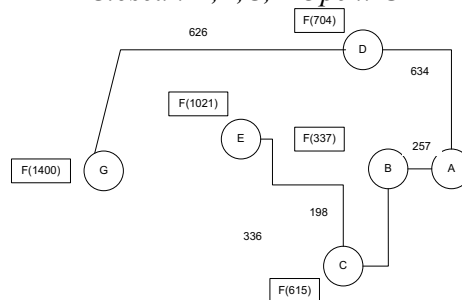 F(704)
626
D
634
F(1021)
E
F(337)
257
F(1400)
G
B
A
198
336
C
F(615)